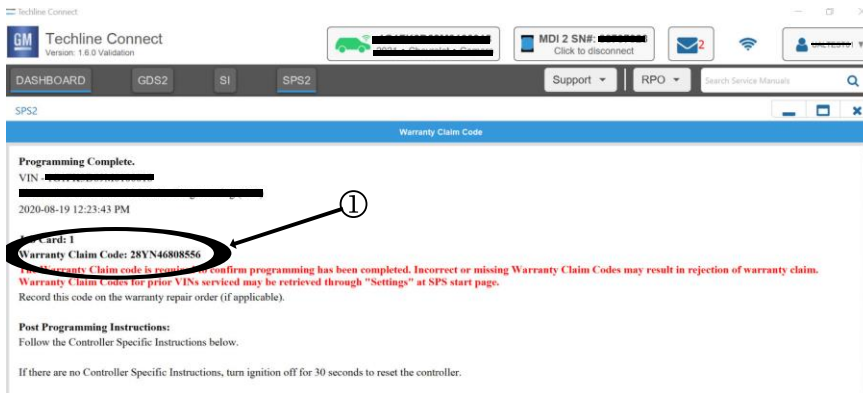 Techline Connect
GM
Techline Connect
Version: 1.6.0 Validation
MDI 2 SN#:
Click to disconnect
2
DASHBOARD GDS2 SI SPS2
Support RPO Search Service Manuals
SPS2
Warranty Claim Code
Programming Complete.
VIN -
2020-08-19 12:23:43 PM
①
Card: 1
Warranty Claim Code: 28YN46808556
The Warranty Claim code is required to confirm programming has been completed. Incorrect or missing Warranty Claim Codes may result in rejection of warranty claim.
Warranty Claim Codes for prior VINs serviced may be retrieved through "Settings" at SPS start page.
Record this code on the warranty repair order (if applicable).
Post Programming Instructions:
Follow the Controller Specific Instructions below.
If there are no Controller Specific Instructions, turn ignition off for 30 seconds to reset the controller.